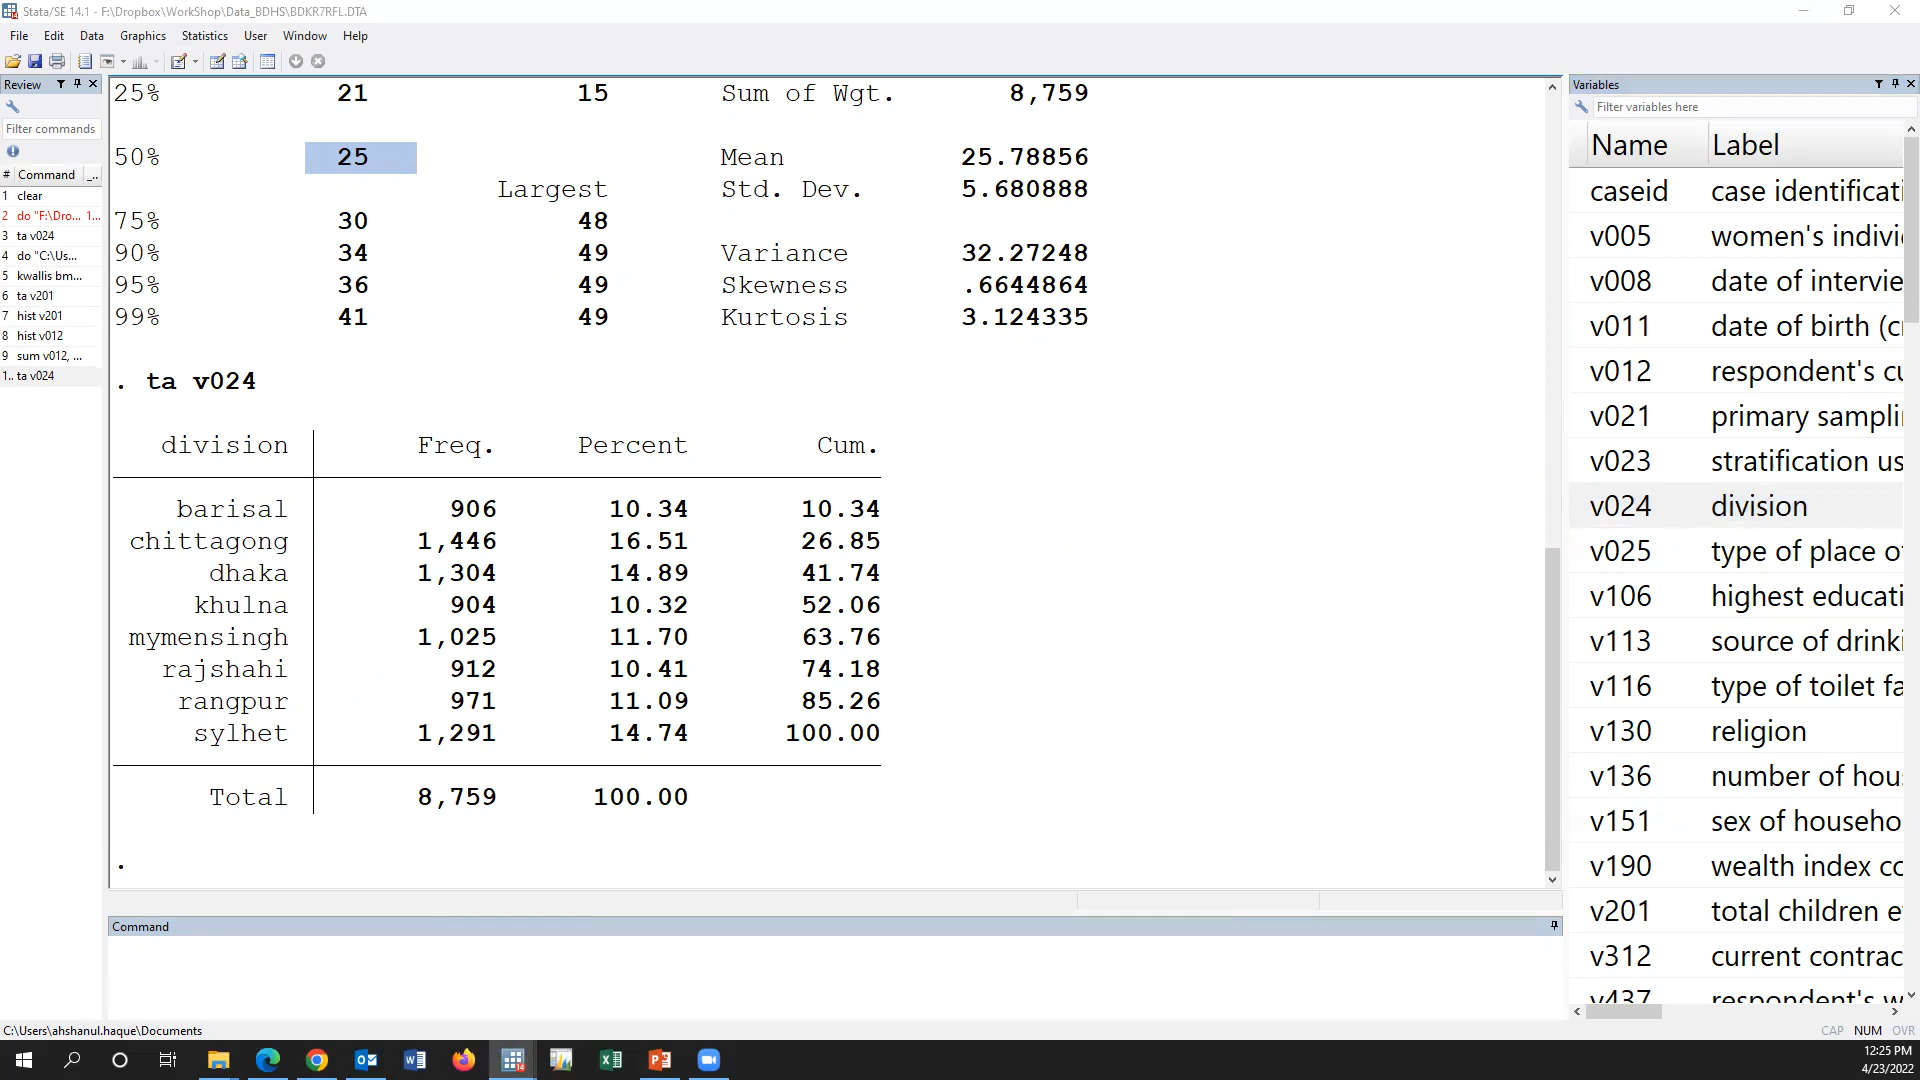 Stata/SE 14.1 - F:\Dropbox\WorkShop\Data_BDHS\BDKR7RFL.DTA
File Edit Data Graphics Statistics User Window Help
Review
Filter commands
# Command _..
1 clear
2 do "F:\Dro... 1...
3 ta v024
4 do "C:\Us...
5 kwallis bm...
6 ta v201
7 hist v201
8 hist v012
9 sum v012, ...
1.. ta v024
25% 21 15 Sum of Wgt. 8,759
50% 25 Mean 25.78856
Largest Std. Dev. 5.680888
75% 30 48
90% 34 49 Variance 32.27248
95% 36 49 Skewness .6644864
99% 41 49 Kurtosis 3.124335
. ta v024
division Freq. Percent Cum.
barisal 906 10.34 10.34
chittagong 1,446 16.51 26.85
dhaka 1,304 14.89 41.74
khulna 904 10.32 52.06
mymensingh 1,025 11.70 63.76
rajshahi 912 10.41 74.18
rangpur 971 11.09 85.26
sylhet 1,291 14.74 100.00
Total 8,759 100.00
.
Command
Variables
Filter variables here
Name Label
caseid case identificati
v005 women's indivi
v008 date of intervie
v011 date of birth (c
v012 respondent's cu
v021 primary sampli
v023 stratification us
v024 division
v025 type of place o
v106 highest educati
v113 source of drinki
v116 type of toilet fa
v130 religion
v136 number of hou
v151 sex of househo
v190 wealth index co
v201 total children e
v312 current contrac
v437 respondent's w
C:\Users\ahshanul.haque\Documents
CAP NUM OVR
12:25 PM
4/23/2022